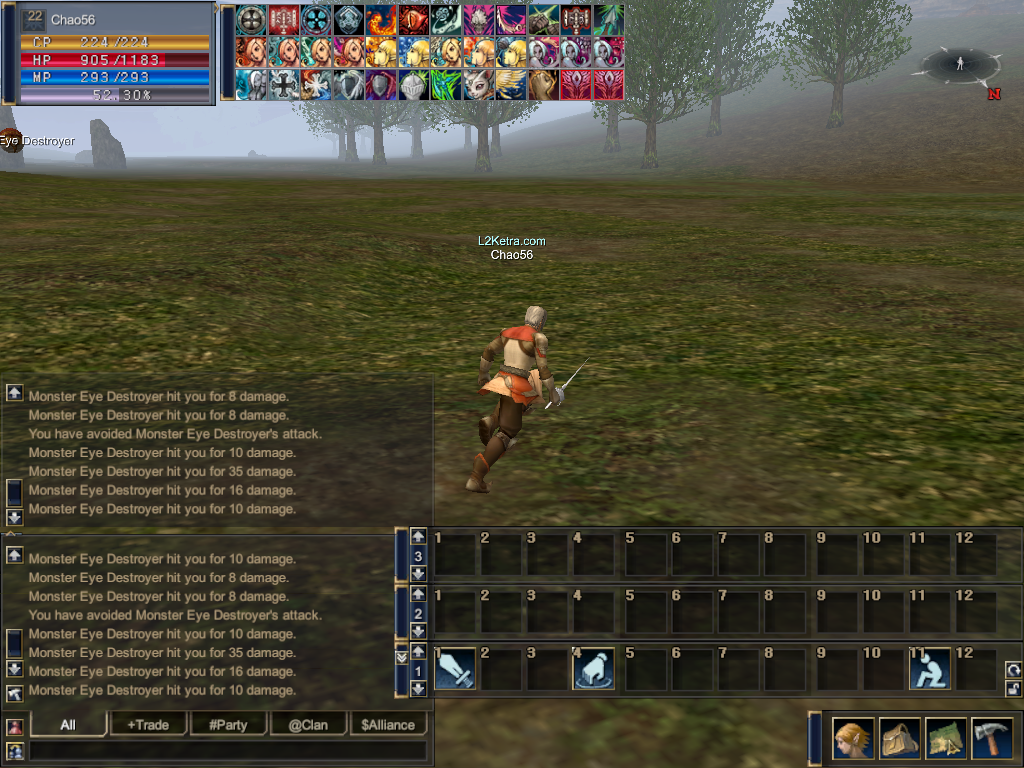 22 Chao56
CP 224/224
HP 905/1183
MP 293/293
52.30%
N
Eye Destroyer
L2Ketra.com
Chao56
Monster Eye Destroyer hit you for 8 damage.
Monster Eye Destroyer hit you for 8 damage.
You have avoided Monster Eye Destroyer's attack.
Monster Eye Destroyer hit you for 10 damage.
Monster Eye Destroyer hit you for 35 damage.
Monster Eye Destroyer hit you for 16 damage.
Monster Eye Destroyer hit you for 10 damage.
Monster Eye Destroyer hit you for 10 damage.
Monster Eye Destroyer hit you for 8 damage.
Monster Eye Destroyer hit you for 8 damage.
You have avoided Monster Eye Destroyer's attack.
Monster Eye Destroyer hit you for 10 damage.
Monster Eye Destroyer hit you for 35 damage.
Monster Eye Destroyer hit you for 16 damage.
Monster Eye Destroyer hit you for 10 damage.
All +Trade #Party @Clan $Alliance
3 1 2 3 4 5 6 7 8 9 10 11 12
2 1 2 3 4 5 6 7 8 9 10 11 12
1 1 2 3 4 5 6 7 8 9 10 11 12